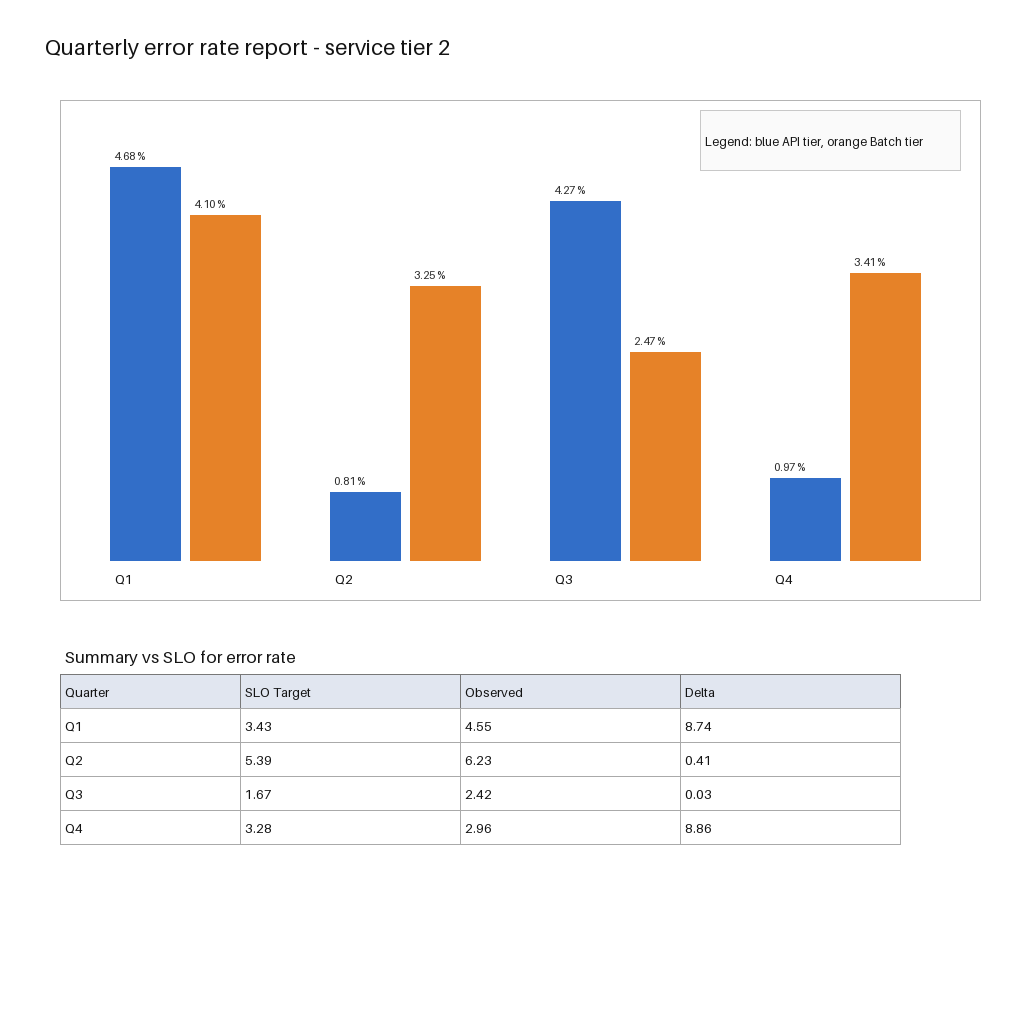 Quarterly error rate report - service tier 2
Legend: blue API tier, orange Batch tier
4.68%
4.10%
0.81%
3.25%
4.27%
2.47%
0.97%
3.41%
Q1 Q2 Q3 Q4
Summary vs SLO for error rate
Quarter SLO Target Observed Delta
Q1 3.43 4.55 8.74
Q2 5.39 6.23 0.41
Q3 1.67 2.42 0.03
Q4 3.28 2.96 8.86